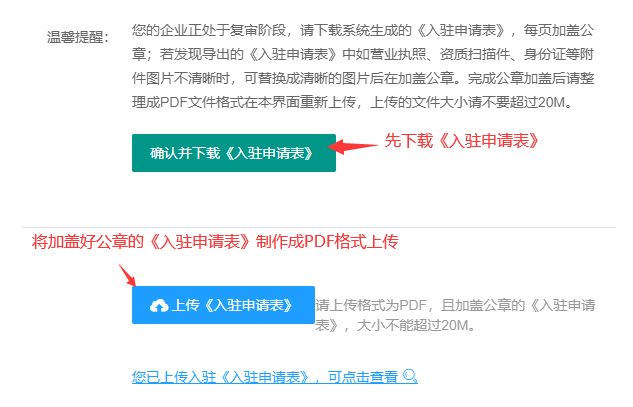 温馨提醒：
您的企业正处于复审阶段，请下载系统生成的《入驻申请表》，每页加盖公
章；若发现导出的《入驻申请表》中如营业执照、资质扫描件、身份证等附
件图片不清晰时，可替换成清晰的图片后在加盖公章。完成公章加盖后请整
理成PDF文件格式在本界面重新上传，上传的文件大小请不要超过20M。
确认并下载《入驻申请表》
先下载《入驻申请表》
将加盖好公章的《入驻申请表》制作成PDF格式上传
上传《入驻申请表》
请上传格式为PDF，且加盖公章的《入驻申请
表》，大小不能超过20M。
您已上传入驻《入驻申请表》，可点击查看